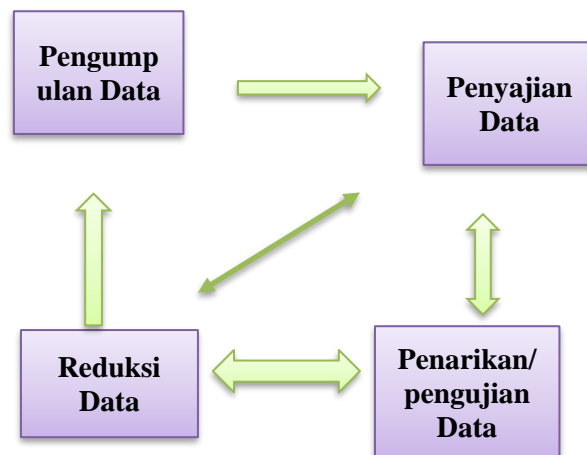 Pengump
ulan Data
Penyajian
Data
Reduksi
Data
Penarikan/
pengujian
Data